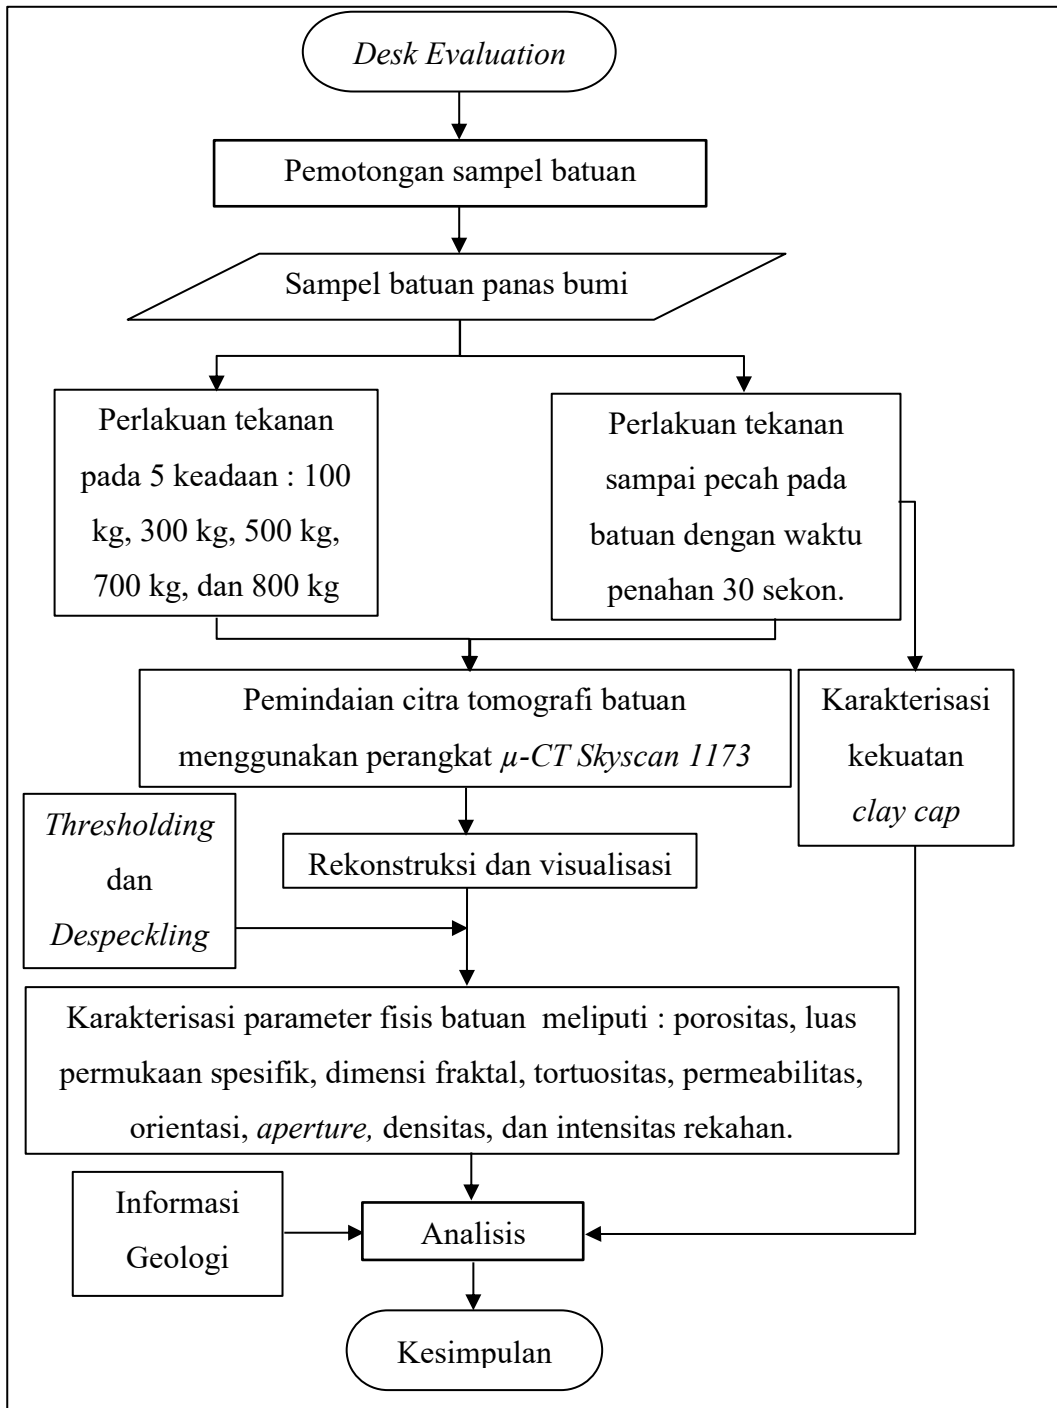 Desk Evaluation
Pemotongan sampel batuan
Sampel batuan panas bumi
Perlakuan tekanan
pada 5 keadaan : 100
kg, 300 kg, 500 kg,
700 kg, dan 800 kg
Perlakuan tekanan
sampai pecah pada
batuan dengan waktu
penahan 30 sekon.
Pemindaian citra tomografi batuan
menggunakan perangkat µ-CT Skyscan 1173
Karakterisasi
kekuatan
clay cap
Thresholding
dan
Despeckling
Rekonstruksi dan visualisasi
Karakterisasi parameter fisis batuan meliputi : porositas, luas
permukaan spesifik, dimensi fraktal, tortuositas, permeabilitas,
orientasi, aperture, densitas, dan intensitas rekahan.
Informasi
Geologi
Analisis
Kesimpulan